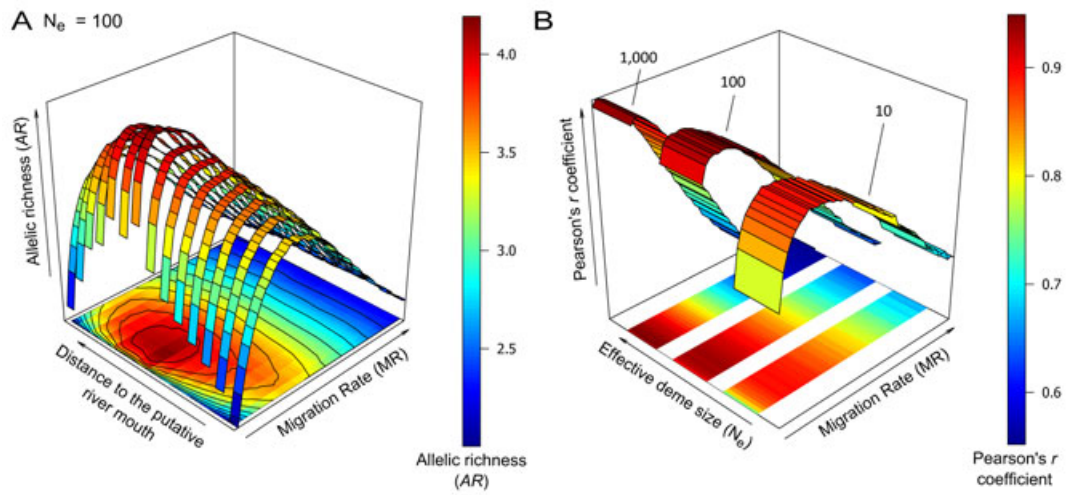 A N_e = 100
Allelic richness (AR)
Distance to the putative
river mouth
Migration Rate (MR)
4.0
3.5
3.0
2.5
Allelic richness
(AR)
B
1,000
100
10
Pearson's r coefficient
Effective deme size (N_e)
Migration Rate (MR)
0.9
0.8
0.7
0.6
Pearson's r
coefficient